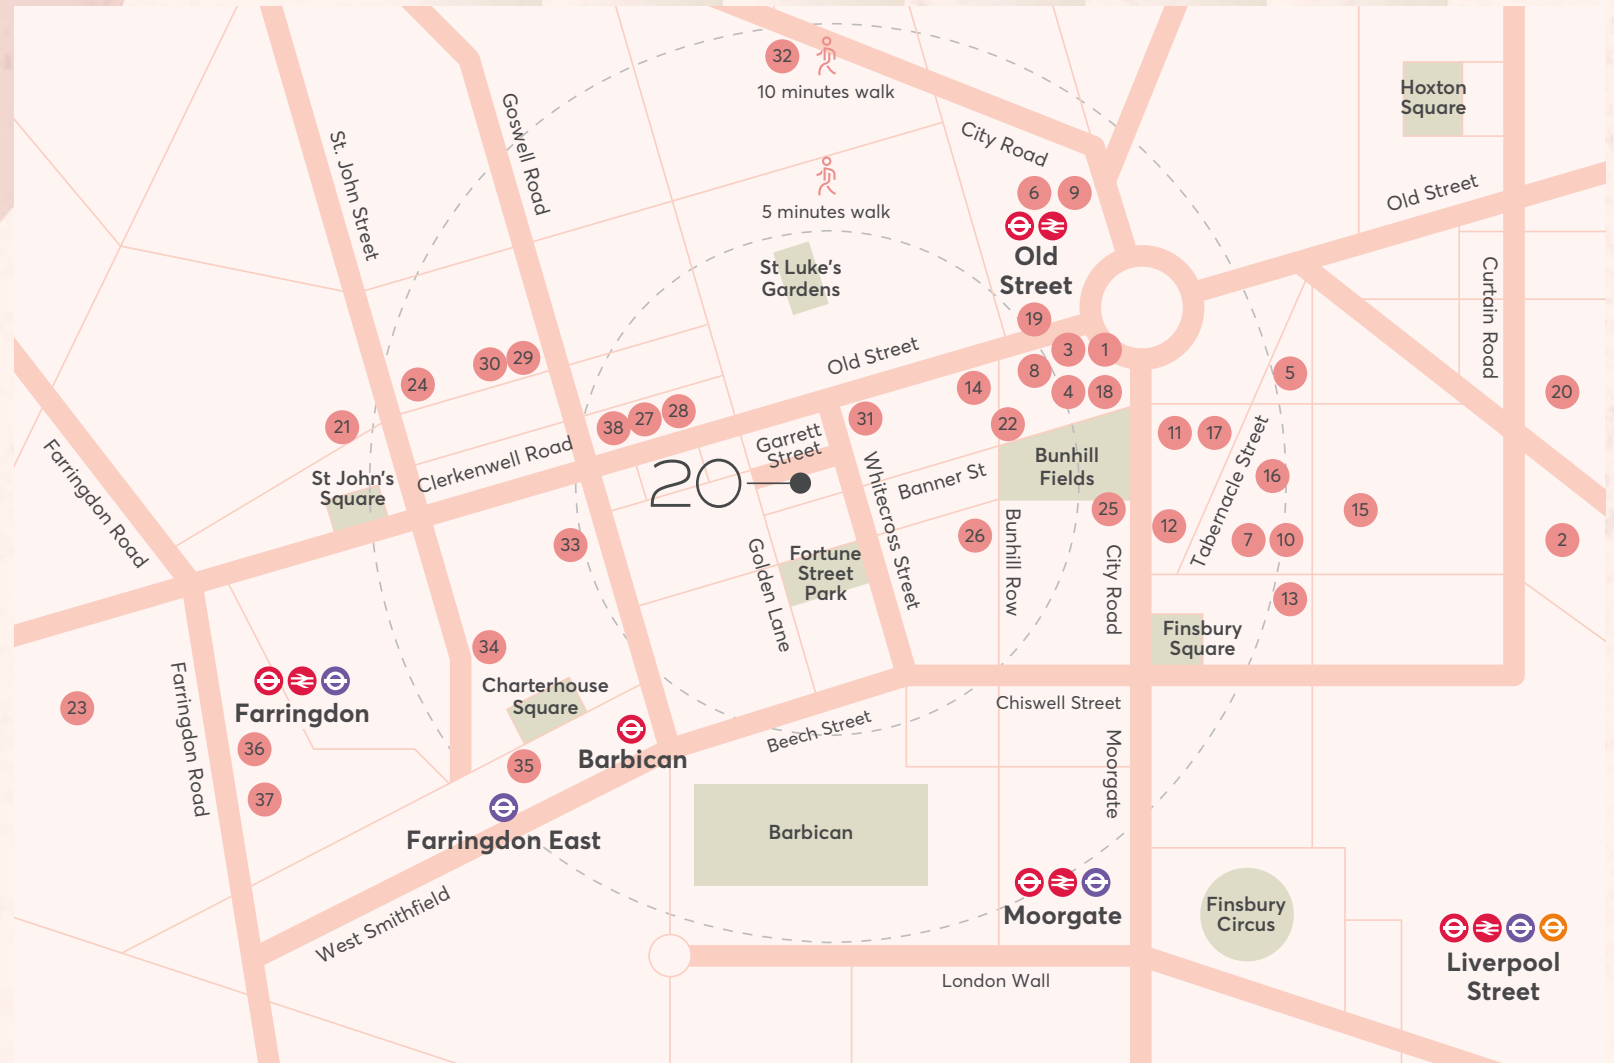 32
10 minutes walk
5 minutes walk
Hoxton
Square
Goswell Road
St. John Street
City Road
6
9
Old
Street
Old Street
Curtain Road
St Luke's
Gardens
19
3
1
8
4
18
14
5
20
30
29
24
21
Old Street
38
27
28
31
22
11
17
Garrett
Street
Farringdon Road
Clerkenwell Road
St John's
Square
20
Whitecross Street
Banner St
Bunhill
Fields
Tabernacle Street
16
15
25
12
7
10
2
33
26
Golden Lane
Fortune
Street
Park
Bunhill Row
City Road
13
Finsbury
Square
34
Farringdon Road
Farringdon
23
36
37
Charterhouse
Square
35
Barbican
Beech Street
Chiswell Street
Moorgate
Farringdon East
Barbican
West Smithfield
Moorgate
Finsbury
Circus
London Wall
Liverpool
Street